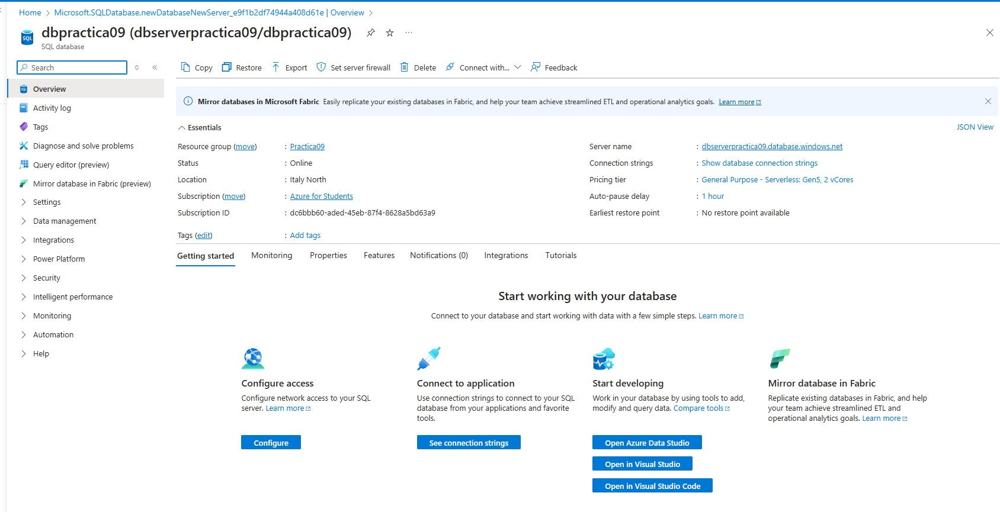 Home > Microsoft.SQLDatabase.newDatabaseNewServer_e9f1b2df74944a408d61e | Overview >
SQL
dbpractica09 (dbserverpractica09/dbpractica09)
SQL database
Search
Copy Restore Export Set server firewall Delete Connect with... Feedback
Overview
Activity log
Tags
Diagnose and solve problems
Query editor (preview)
Mirror database in Fabric (preview)
Settings
Data management
Integrations
Power Platform
Security
Intelligent performance
Monitoring
Automation
Help
Mirror databases in Microsoft Fabric Easily replicate your existing databases in Fabric, and help your team achieve streamlined ETL and operational analytics goals. Learn more
Essentials
JSON View
Resource group (move) : Practica09
Status : Online
Location : Italy North
Subscription (move) : Azure for Students
Subscription ID : dc6bbb60-aded-45eb-87f4-8628a5bd63a9
Tags (edit) : Add tags
Server name : dbserverpractica09.database.windows.net
Connection strings : Show database connection strings
Pricing tier : General Purpose - Serverless: Gen5, 2 vCores
Auto-pause delay : 1 hour
Earliest restore point : No restore point available
Getting started Monitoring Properties Features Notifications (0) Integrations Tutorials
Start working with your database
Connect to your database and start working with data with a few simple steps. Learn more
Configure access
Configure network access to your SQL
server. Learn more
Configure
Connect to application
Use connection strings to connect to your SQL
database from your applications and favorite
tools.
See connection strings
Start developing
Work in your database by using tools to add,
modify and query data. Compare tools
Open Azure Data Studio
Open in Visual Studio
Open in Visual Studio Code
Mirror database in Fabric
Replicate existing databases in Fabric, and help
your team achieve streamlined ETL and
operational analytics goals. Learn more